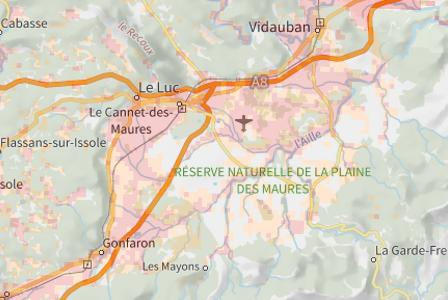 Cabasse
le Recoux
Vidauban
A8
Le Luc
Le Cannet-des-
Maures
l'Aille
Flassans-sur-Issole
RÉSERVE NATURELLE DE LA PLAINE
DES MAURES
sole
Gonfaron
La Garde-Fre
Les Mayons